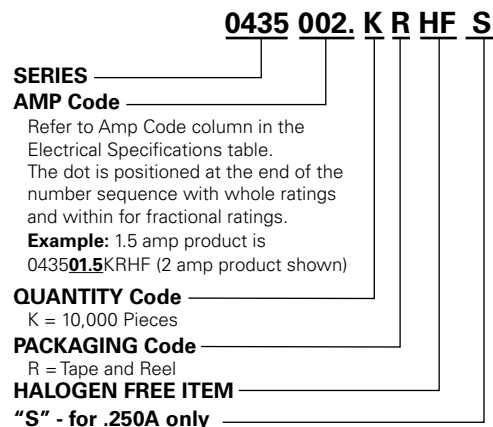 0435 002. K R HF S
SERIES
AMP Code
Refer to Amp Code column in the
Electrical Specifications table.
The dot is positioned at the end of the
number sequence with whole ratings
and within for fractional ratings.
Example: 1.5 amp product is
043501.5KRHF (2 amp product shown)
QUANTITY Code
K = 10,000 Pieces
PACKAGING Code
R = Tape and Reel
HALOGEN FREE ITEM
“S” - for .250A only